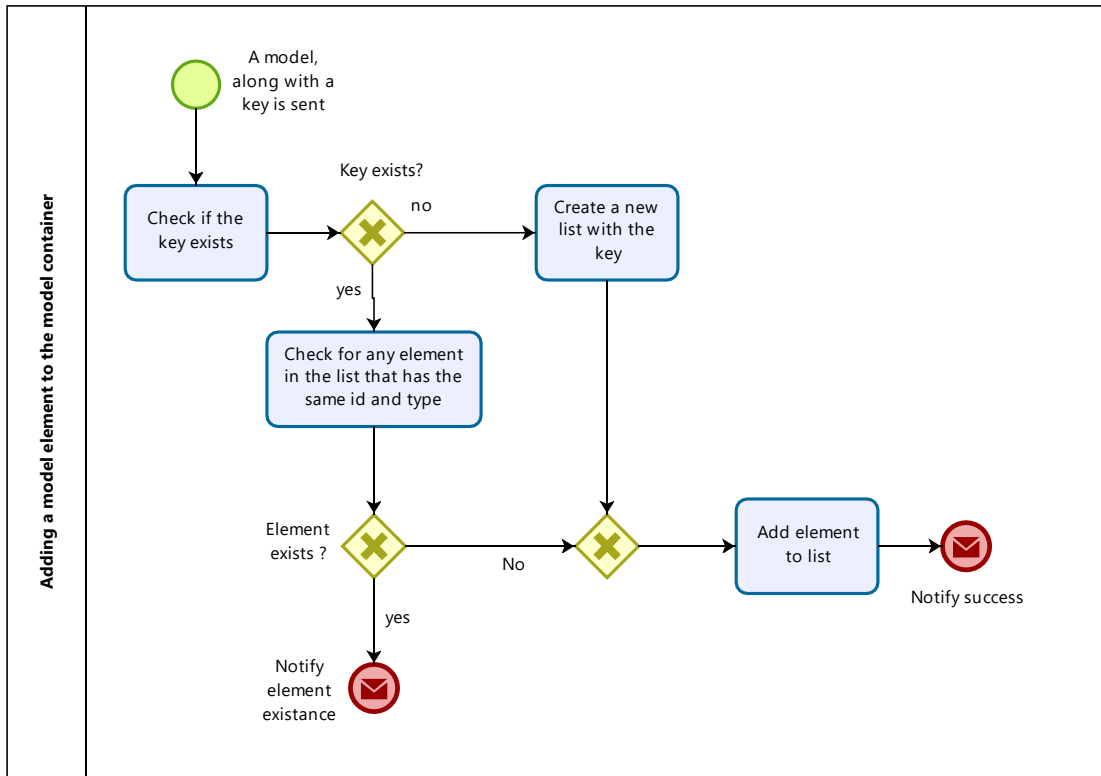 Adding a model element to the model container
A model,
along with a
key is sent
Key exists?
Check if the
key exists
no
Create a new
list with the
key
yes
Check for any element
in the list that has the
same id and type
Element
exists ?
No
Add element
to list
Notify success
yes
Notify
element
existance